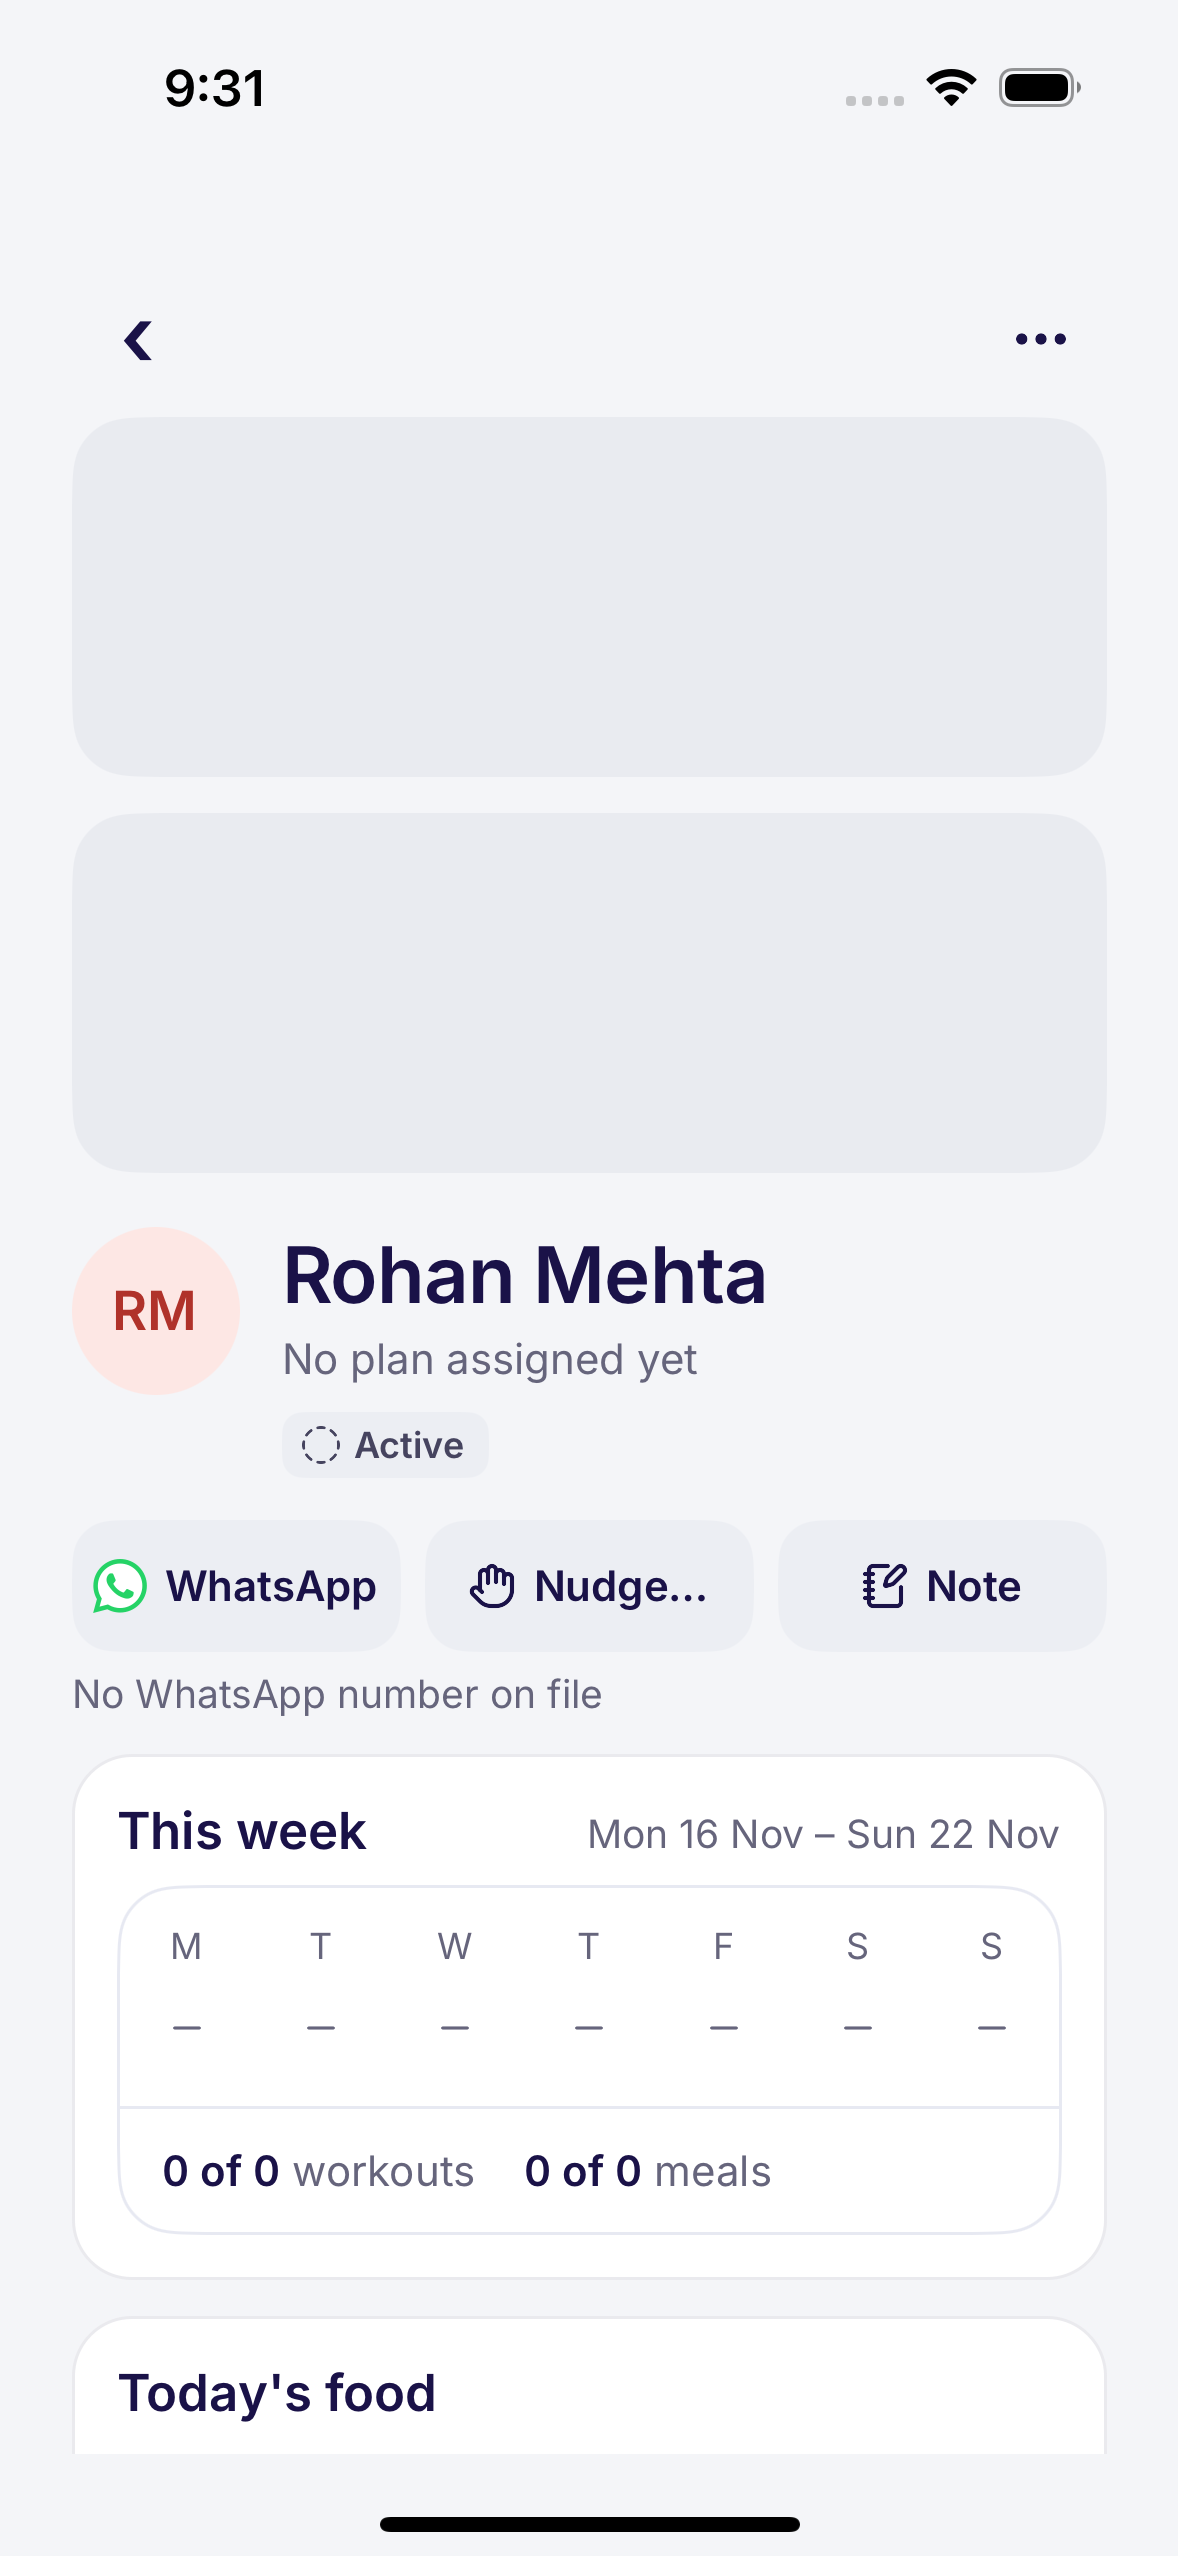 9:31
RM
Rohan Mehta
No plan assigned yet
Active
WhatsApp
Nudge...
Note
No WhatsApp number on file
This week
Mon 16 Nov – Sun 22 Nov
M T W T F S S
– – – – – – –
0 of 0 workouts 0 of 0 meals
Today's food